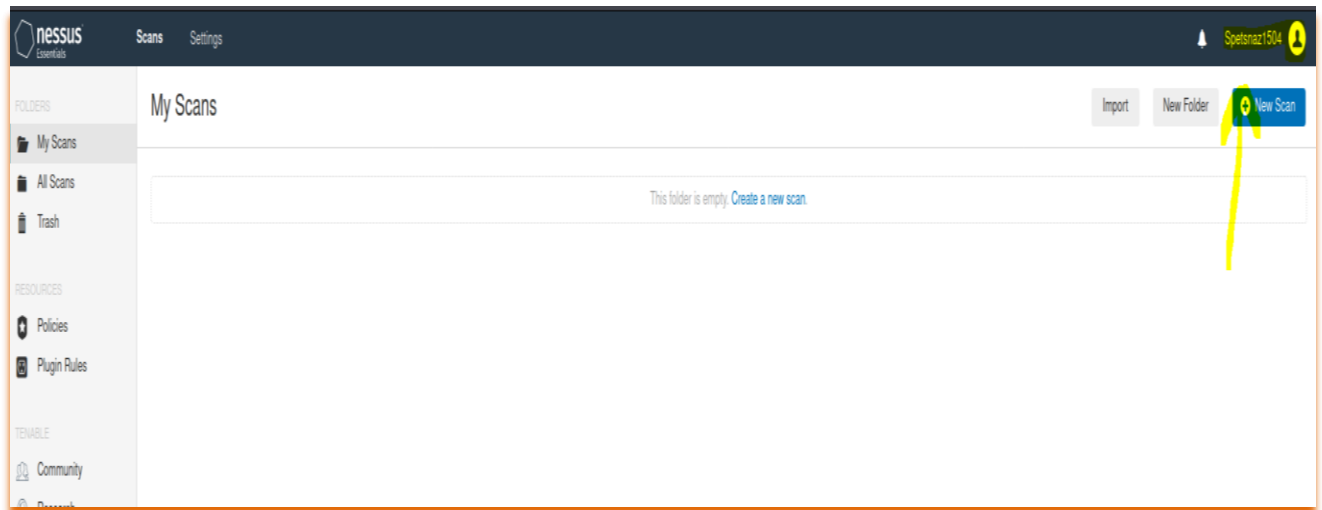 nessus
Essentials
Scans
Settings
Spetsnaz1504
FOLDERS
My Scans
All Scans
Trash
RESOURCES
Policies
Plugin Rules
TENABLE
Community
My Scans
Import
New Folder
New Scan
This folder is empty. Create a new scan.